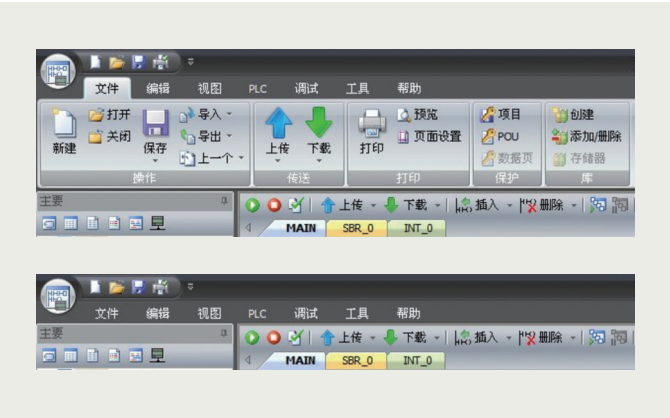 文件 编辑 视图 PLC 调试 工具 帮助
打开 导入 预览 项目 创建
关闭 导出 页面设置 POU 添加/删除
新建 保存 上一个 上传 下载 打印 数据页 存储器
操作 传送 打印 保护 库
主要 上传 下载 插入 删除
MAIN SBR_0 INT_0
文件 编辑 视图 PLC 调试 工具 帮助
主要 上传 下载 插入 删除
MAIN SBR_0 INT_0